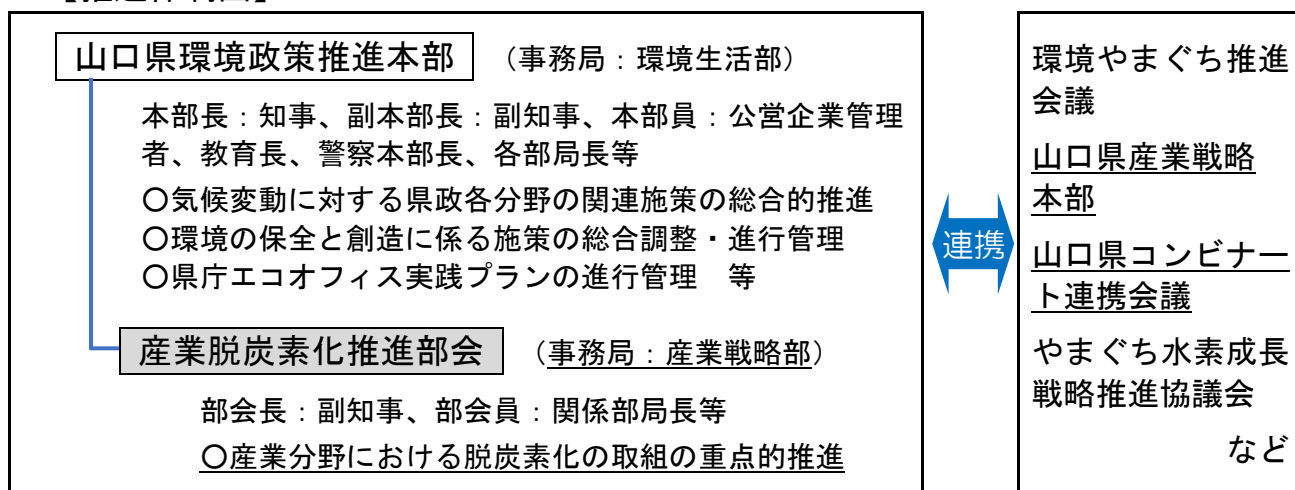 山口県環境政策推進本部 （事務局：環境生活部）
本部長：知事、副本部長：副知事、本部員：公営企業管理
者、教育長、警察本部長、各部局長等
〇気候変動に対する県政各分野の関連施策の総合的推進
〇環境の保全と創造に係る施策の総合調整・進行管理
〇県庁エコオフィス実践プランの進行管理　等
産業脱炭素化推進部会 （事務局：産業戦略部）
部会長：副知事、部会員：関係部局長等
〇産業分野における脱炭素化の取組の重点的推進
連携
環境やまぐち推進
会議
山口県産業戦略
本部
山口県コンビナー
ト連携会議
やまぐち水素成長
戦略推進協議会
など